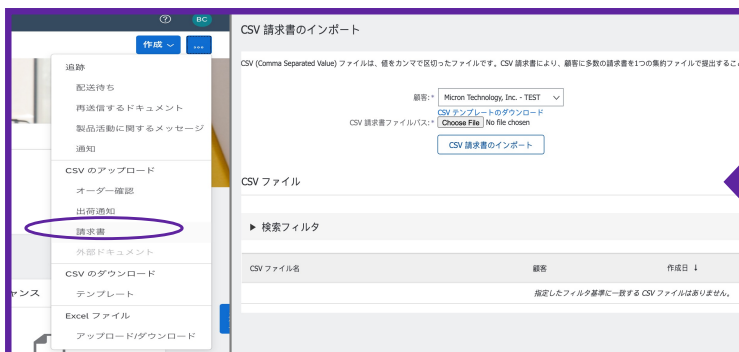 BC
作成
...
追跡
配送待ち
再送信するドキュメント
製品活動に関するメッセージ
通知
CSV のアップロード
オーダー確認
出荷通知
請求書
外部ドキュメント
CSV のダウンロード
テンプレート
Excel ファイル
アップロード/ダウンロード
ャンス
CSV 請求書のインポート
CSV (Comma Separated Value) ファイルは、値をカンマで区切ったファイルです。CSV 請求書により、顧客に多数の請求書を1つの集約ファイルで提出するこ
顧客:* Micron Technology, Inc. - TEST
CSV テンプレートのダウンロード
CSV 請求書ファイルパス:* Choose File No file chosen
CSV 請求書のインポート
CSV ファイル
▶ 検索フィルタ
CSV ファイル名 顧客 作成日 ↓
指定したフィルタ基準に一致する CSV ファイルはありません。